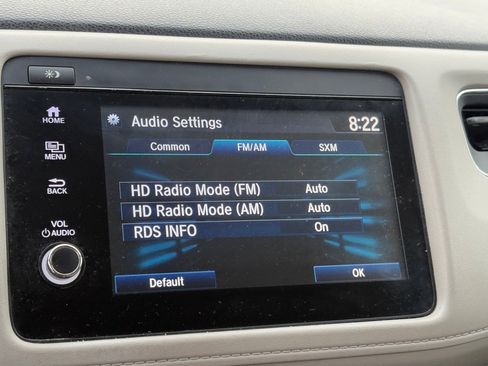 HOME
MENU
BACK
VOL
AUDIO
Audio Settings
8:22
Common
FM/AM
SXM
HD Radio Mode (FM) Auto
HD Radio Mode (AM) Auto
RDS INFO On
Default
OK